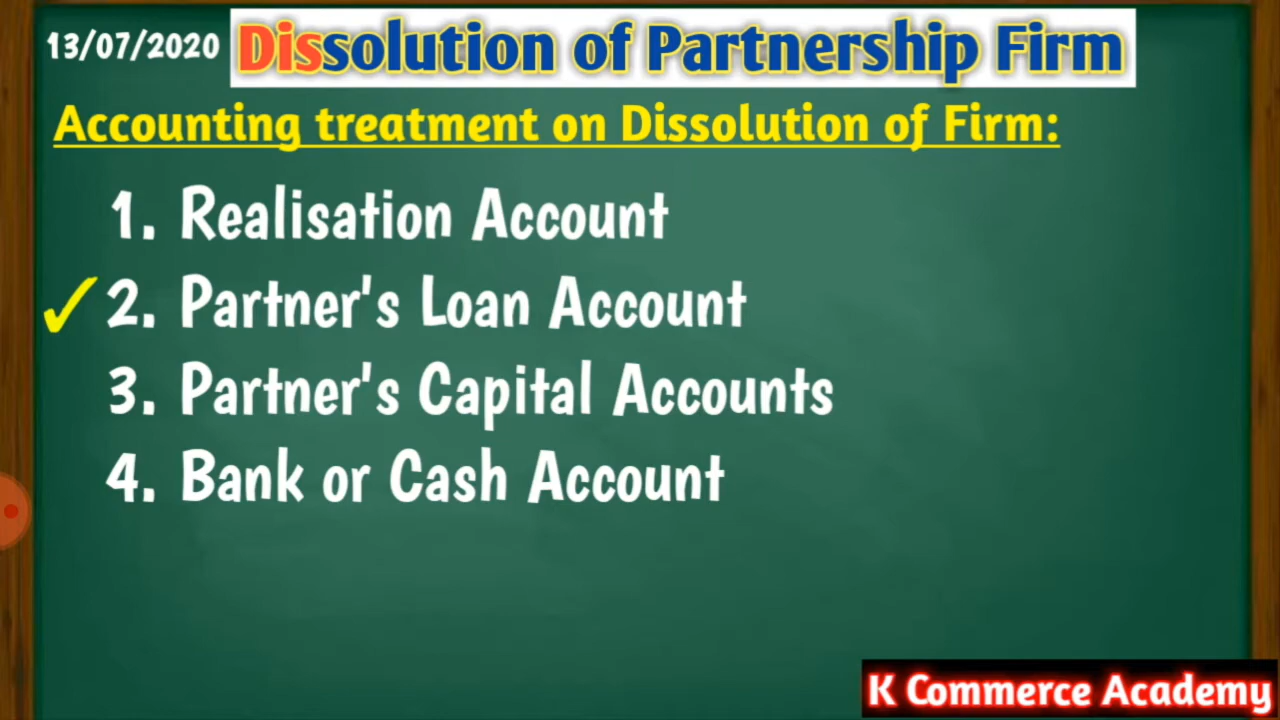 13/07/2020 Dissolution of Partnership Firm
Accounting treatment on Dissolution of Firm:
1. Realisation Account
✓ 2. Partner's Loan Account
3. Partner's Capital Accounts
4. Bank or Cash Account
K Commerce Academy